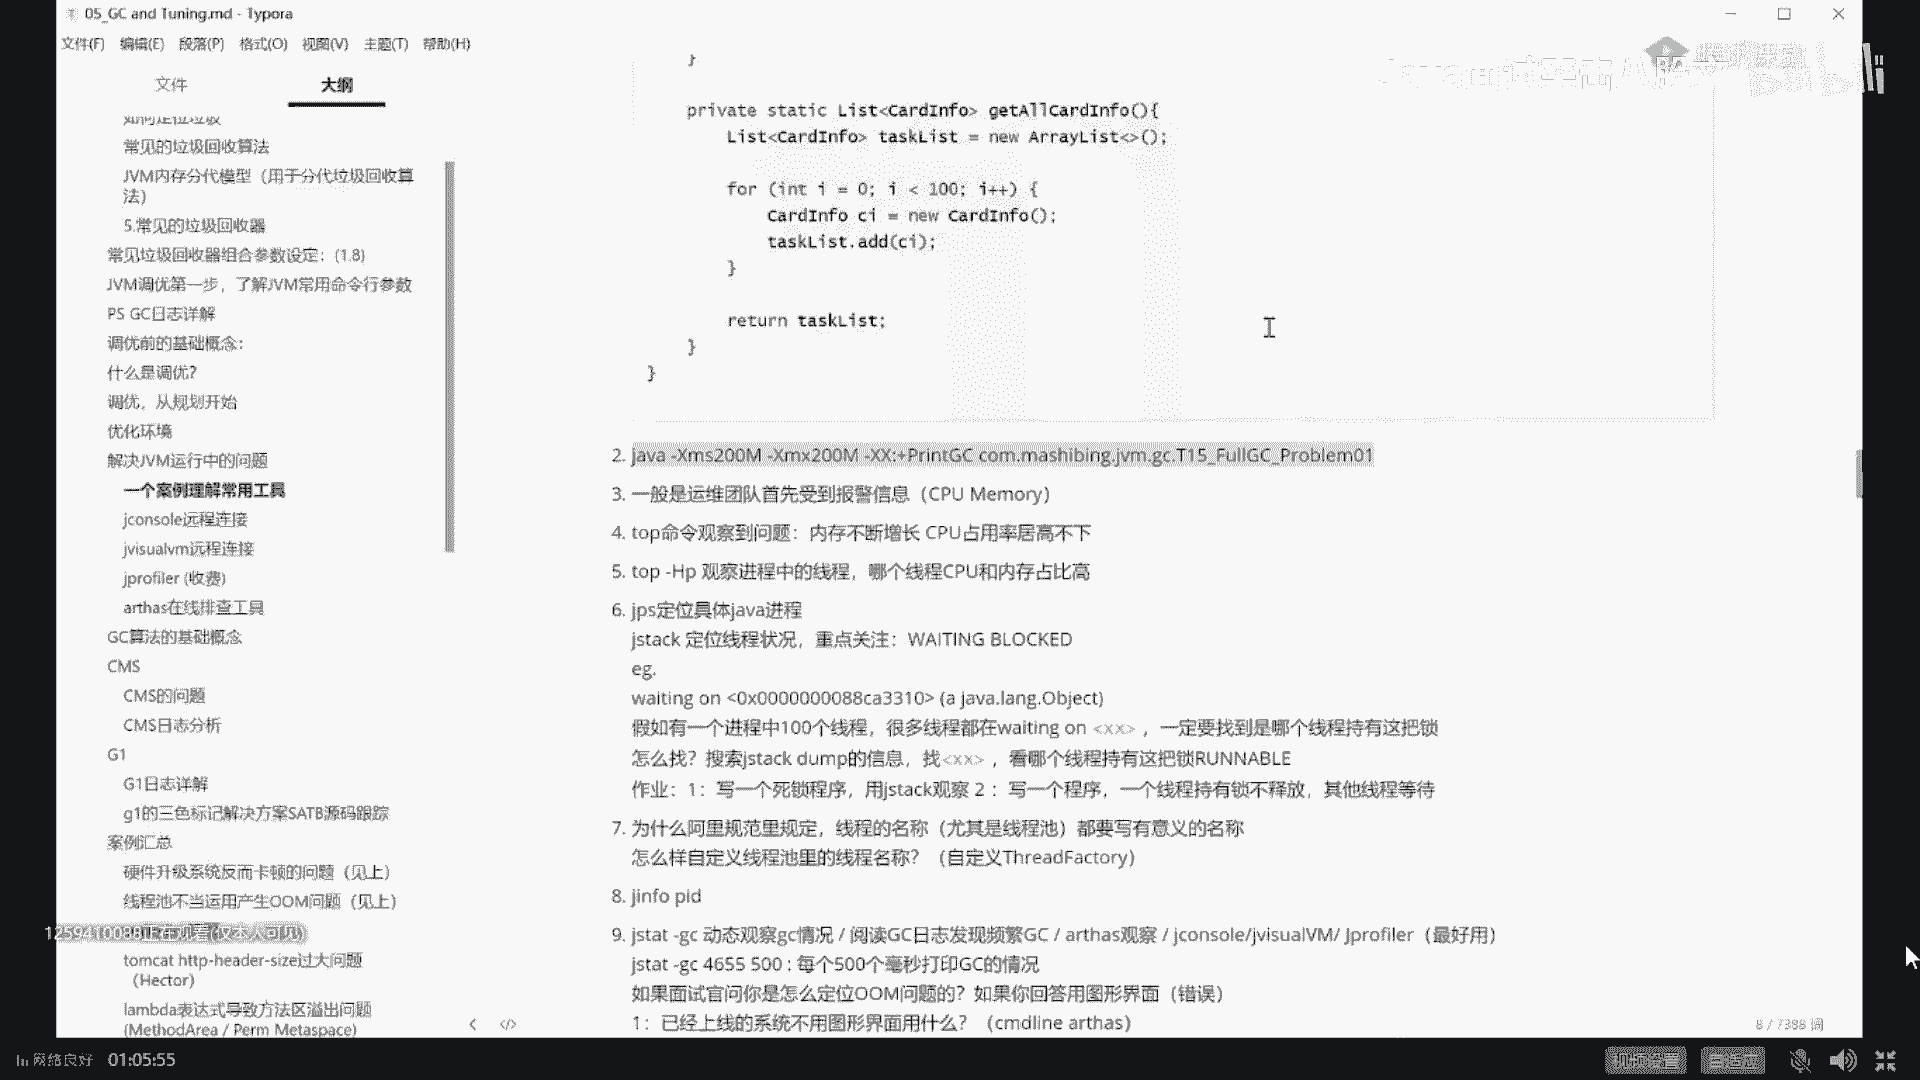 05_GC and Tuning.md - Typora
文件(F) 编辑(E) 段落(P) 格式(O) 视图(V) 主题(T) 帮助(H)
文件 大纲
如何定位垃圾
常见的垃圾回收算法
JVM内存分代模型（用于分代垃圾回收算
法）
5.常见的垃圾回收器
常见垃圾回收器组合参数设定：(1.8)
JVM调优第一步，了解JVM常用命令行参数
PS GC日志详解
调优前的基础概念：
什么是调优？
调优，从规划开始
优化环境
解决JVM运行中的问题
一个案例理解常用工具
jconsole远程连接
jvisualvm远程连接
jprofiler (收费)
arthas在线排查工具
GC算法的基础概念
CMS
CMS的问题
CMS日志分析
G1
G1日志详解
g1的三色标记解决方案SATB源码跟踪
案例汇总
硬件升级系统反而卡顿的问题（见上）
线程池不当运用产生OOM问题（见上）
tomcat http-header-size过大问题
（Hector）
lambda表达式导致方法区溢出问题
(MethodArea / Perm Metaspace)
}
private static List<CardInfo> getAllCardInfo(){
List<CardInfo> taskList = new ArrayList<>();
for (int i = 0; i < 100; i++) {
CardInfo ci = new CardInfo();
taskList.add(ci);
}
return taskList;
}
}
2. java -Xms200M -Xmx200M -XX:+PrintGC com.mashibing.jvm.gc.T15_FullGC_Problem01
3. 一般是运维团队首先受到报警信息（CPU Memory）
4. top命令观察到问题：内存不断增长 CPU占用率居高不下
5. top -Hp 观察进程中的线程，哪个线程CPU和内存占比高
6. jps定位具体java进程
jstack 定位线程状况，重点关注：WAITING BLOCKED
eg.
waiting on <0x0000000088ca3310> (a java.lang.Object)
假如有一个进程中100个线程，很多线程都在waiting on <xx> ，一定要找到是哪个线程持有这把锁
怎么找？搜索jstack dump的信息，找<xx> ，看哪个线程持有这把锁RUNNABLE
作业：1：写一个死锁程序，用jstack观察 2 ：写一个程序，一个线程持有锁不释放，其他线程等待
7. 为什么阿里规范里规定，线程的名称（尤其是线程池）都要写有意义的名称
怎么样自定义线程池里的线程名称？（自定义ThreadFactory）
8. jinfo pid
9. jstat -gc 动态观察gc情况 / 阅读GC日志发现频繁GC / arthas观察 / jconsole/jvisualVM/ Jprofiler（最好用）
jstat -gc 4655 500 : 每个500个毫秒打印GC的情况
如果面试官问你是怎么定位OOM问题的？如果你回答用图形界面（错误）
1：已经上线的系统不用图形界面用什么？（cmdline arthas）
8 / 7388 词
网络良好 01:05:55
视频设置